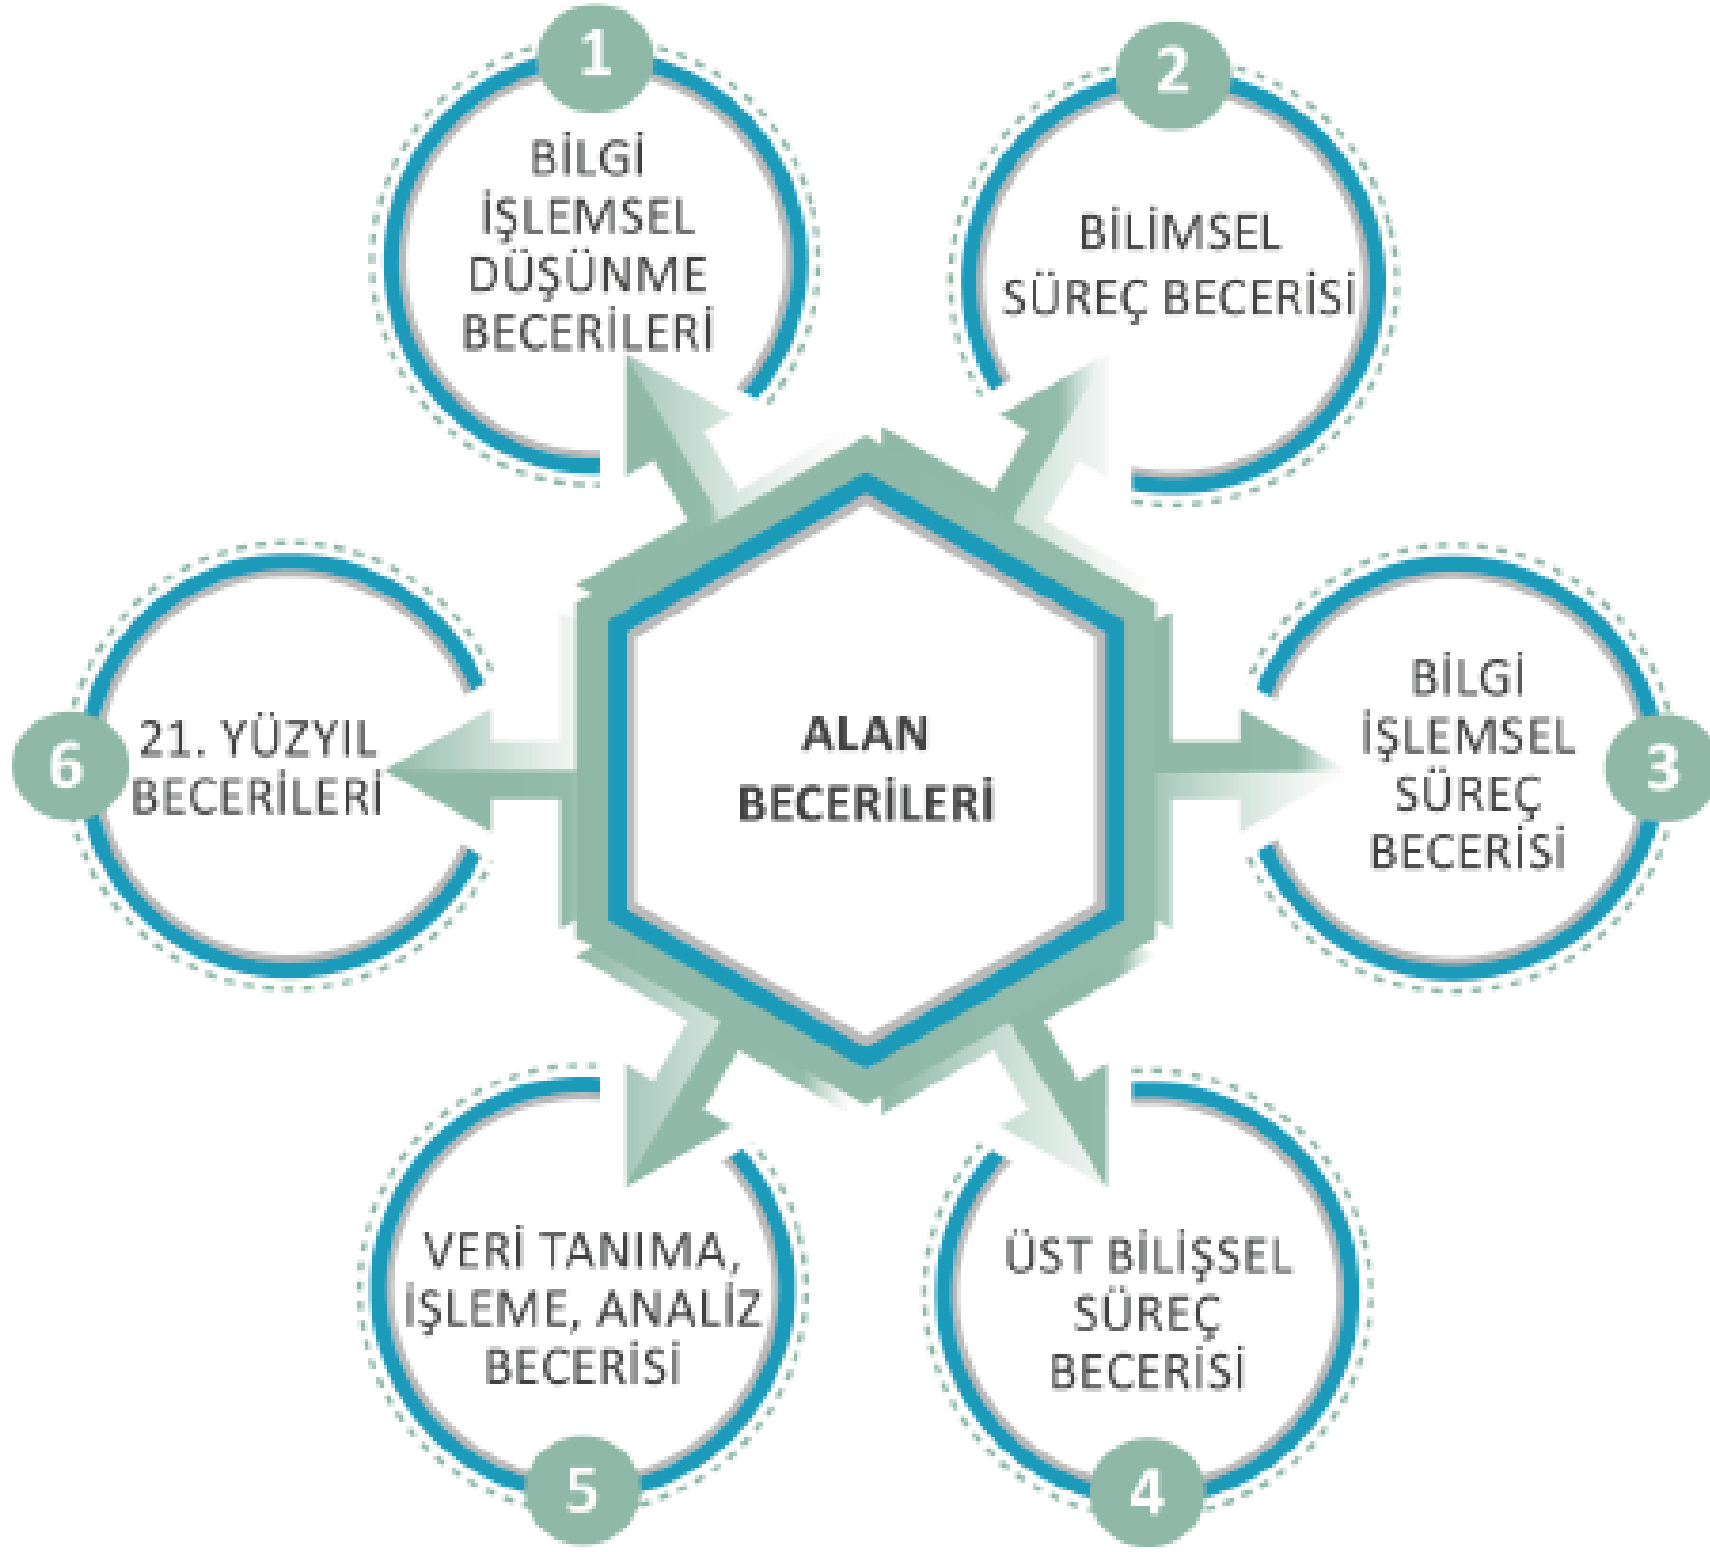 1
BİLGİ
İŞLEMSEL
DÜŞÜNME
BECERİLERİ
2
BİLİMSEL
SÜREÇ BECERİSİ
3
BİLGİ
İŞLEMSEL
SÜREÇ
BECERİSİ
4
ÜST BİLİŞSEL
SÜREÇ
BECERİSİ
5
VERİ TANIMA,
İŞLEME, ANALİZ
BECERİSİ
6
21. YÜZYIL
BECERİLERİ
ALAN
BECERİLERİ